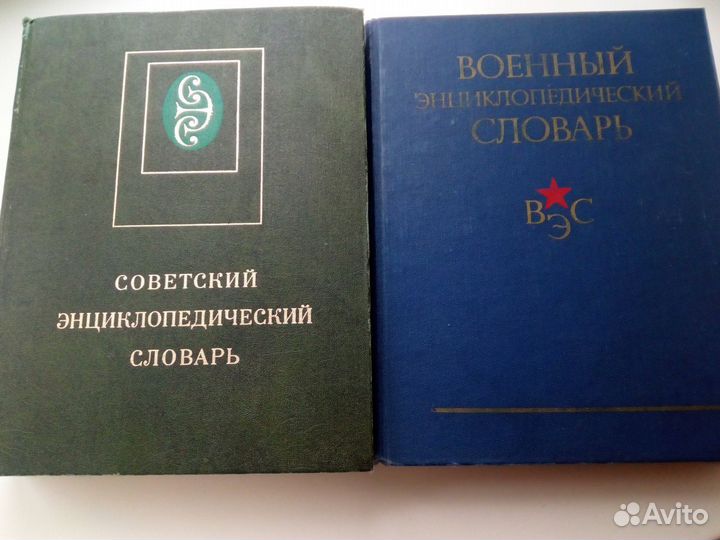 СОВЕТСКИЙ
ЭНЦИКЛОПЕДИЧЕСКИЙ
СЛОВАРЬ
ВОЕННЫЙ
ЭНЦИКЛОПЕДИЧЕСКИЙ
СЛОВАРЬ
ВЭС
Avito